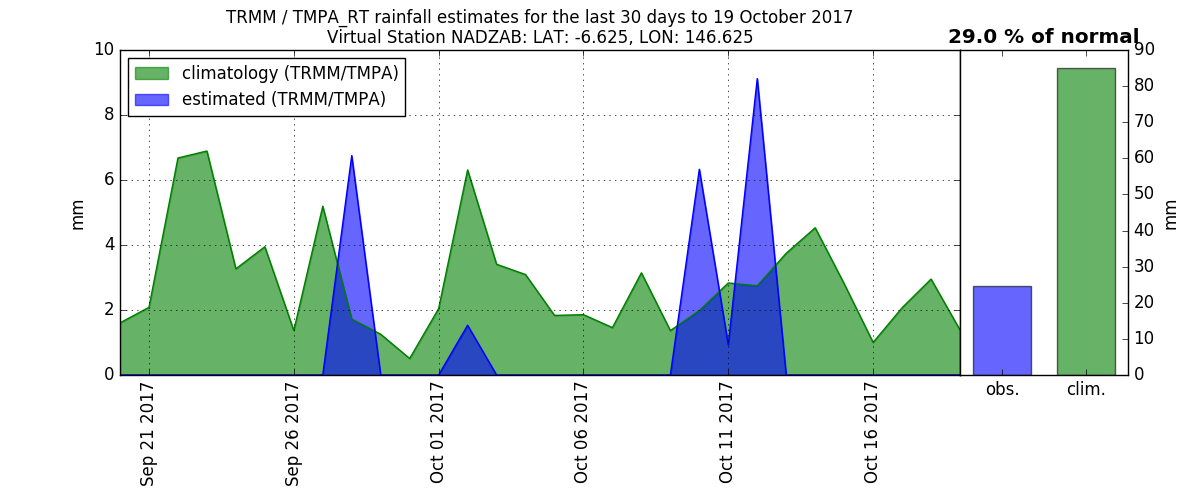 TRMM / TMPA_RT rainfall estimates for the last 30 days to 19 October 2017
Virtual Station NADZAB: LAT: -6.625, LON: 146.625
29.0 % of normal
climatology (TRMM/TMPA)
estimated (TRMM/TMPA)
mm
10
8
6
4
2
0
Sep 21 2017
Sep 26 2017
Oct 01 2017
Oct 06 2017
Oct 11 2017
Oct 16 2017
obs.
clim.
90
80
70
60
50
40
30
20
10
0
mm